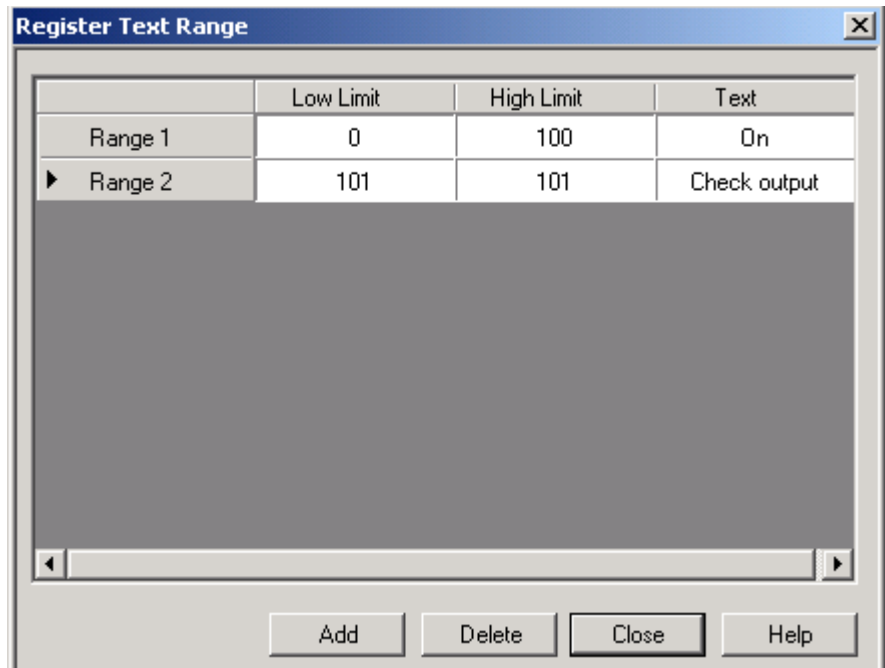 Register Text Range
Low Limit High Limit Text
Range 1 0 100 On
Range 2 101 101 Check output
Add Delete Close Help